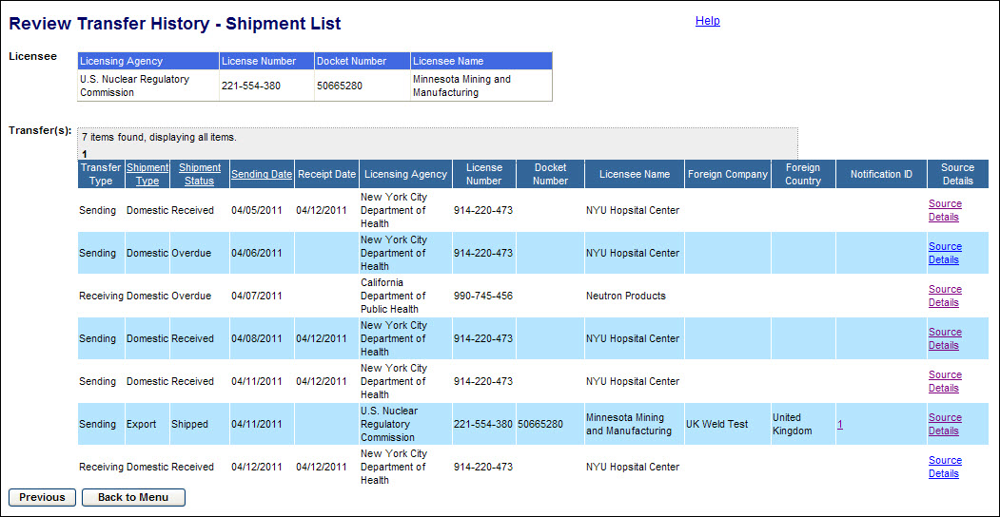 Review Transfer History - Shipment List
Help
Licensee
Licensing Agency License Number Docket Number Licensee Name
U.S. Nuclear Regulatory Commission 221-554-380 50665280 Minnesota Mining and Manufacturing
Transfer(s):
7 items found, displaying all items.
1
Transfer Type Shipment Type Shipment Status Sending Date Receipt Date Licensing Agency License Number Docket Number Licensee Name Foreign Company Foreign Country Notification ID Source Details
Sending Domestic Received 04/05/2011 04/12/2011 New York City Department of Health 914-220-473 NYU Hopsital Center Source Details
Sending Domestic Overdue 04/06/2011 New York City Department of Health 914-220-473 NYU Hopsital Center Source Details
Receiving Domestic Overdue 04/07/2011 California Department of Public Health 990-745-456 Neutron Products Source Details
Sending Domestic Received 04/08/2011 04/12/2011 New York City Department of Health 914-220-473 NYU Hopsital Center Source Details
Sending Domestic Received 04/11/2011 04/12/2011 New York City Department of Health 914-220-473 NYU Hopsital Center Source Details
Sending Export Shipped 04/11/2011 U.S. Nuclear Regulatory Commission 221-554-380 50665280 Minnesota Mining and Manufacturing UK Weld Test United Kingdom 1 Source Details
Receiving Domestic Received 04/12/2011 04/12/2011 New York City Department of Health 914-220-473 NYU Hopsital Center Source Details
Previous Back to Menu